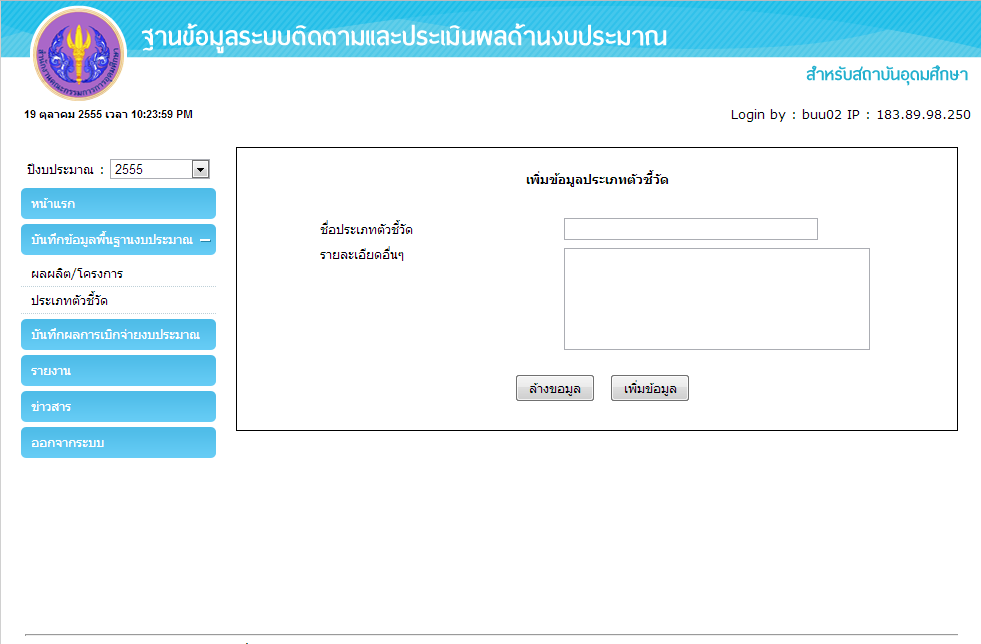 ฐานข้อมูลระบบติดตามและประเมินผลด้านงบประมาณ
สำหรับสถาบันอุดมศึกษา
19 ตุลาคม 2555 เวลา 10:23:59 PM
Login by : buu02 IP : 183.89.98.250
ปีงบประมาณ : 2555
หน้าแรก
บันทึกข้อมูลพื้นฐานงบประมาณ
ผลผลิต/โครงการ
ประเภทตัวชี้วัด
บันทึกผลการเบิกจ่ายงบประมาณ
รายงาน
ข่าวสาร
ออกจากระบบ
เพิ่มข้อมูลประเภทตัวชี้วัด
ชื่อประเภทตัวชี้วัด
รายละเอียดอื่นๆ
ล้างขอมูล
เพิ่มข้อมูล